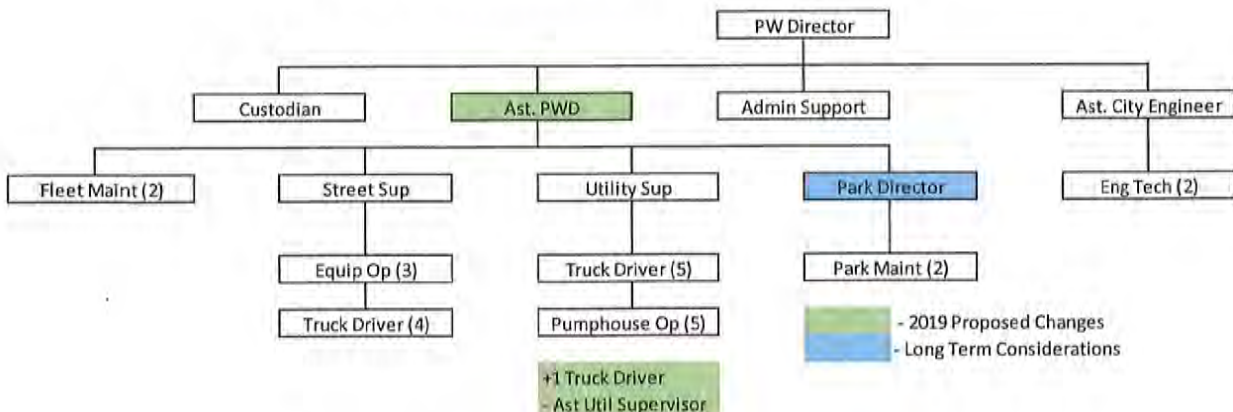 PW Director
Custodian
Ast. PWD
Admin Support
Ast. City Engineer
Fleet Maint (2)
Street Sup
Utility Sup
Park Director
Eng Tech (2)
Equip Op (3)
Truck Driver (5)
Park Maint (2)
Truck Driver (4)
Pumphouse Op (5)
- 2019 Proposed Changes
- Long Term Considerations
+1 Truck Driver
- Ast Util Supervisor